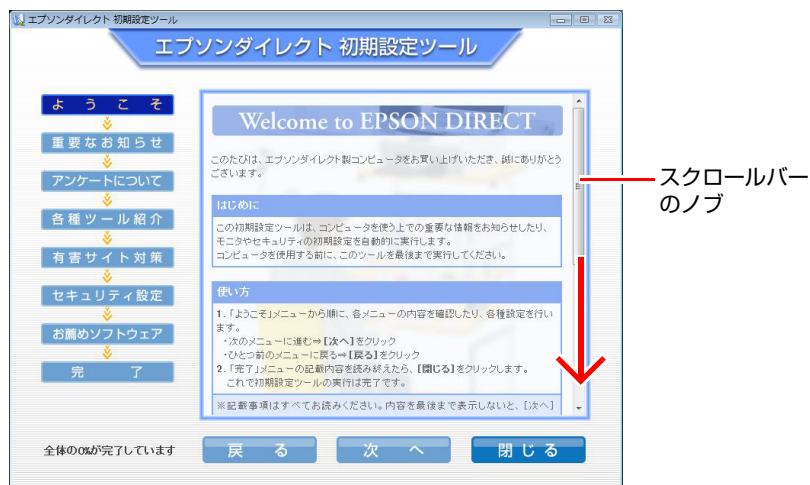 エプソンダイレクト 初期設定ツール
エプソンダイレクト 初期設定ツール
ようこそ
重要なお知らせ
アンケートについて
各種ツール紹介
有害サイト対策
セキュリティ設定
お薦めソフトウェア
完了
Welcome to EPSON DIRECT
このたびは、エプソンダイレクト製コンピュータをお買い上げいただき、誠にありがとう
ございます。
はじめに
この初期設定ツールは、コンピュータを使う上での重要な情報をお知らせしたり、
モニタやセキュリティの初期設定を自動的に実行します。
コンピュータを使用する前に、このツールを最後まで実行してください。
使い方
1.「ようこそ」メニューから順に、各メニューの内容を確認したり、各種設定を行い
ます。
・次のメニューに進む⇒[次へ]をクリック
・ひとつ前のメニューに戻る⇒[戻る]をクリック
2.「完了」メニューの記載内容を読み終えたら、[閉じる]をクリックします。
これで初期設定ツールの実行は完了です。
※記載事項はすべてお読みください。内容を最後まで表示しないと、[次へ]
スクロールバー
のノブ
全体の0%が完了しています
戻る
次へ
閉じる